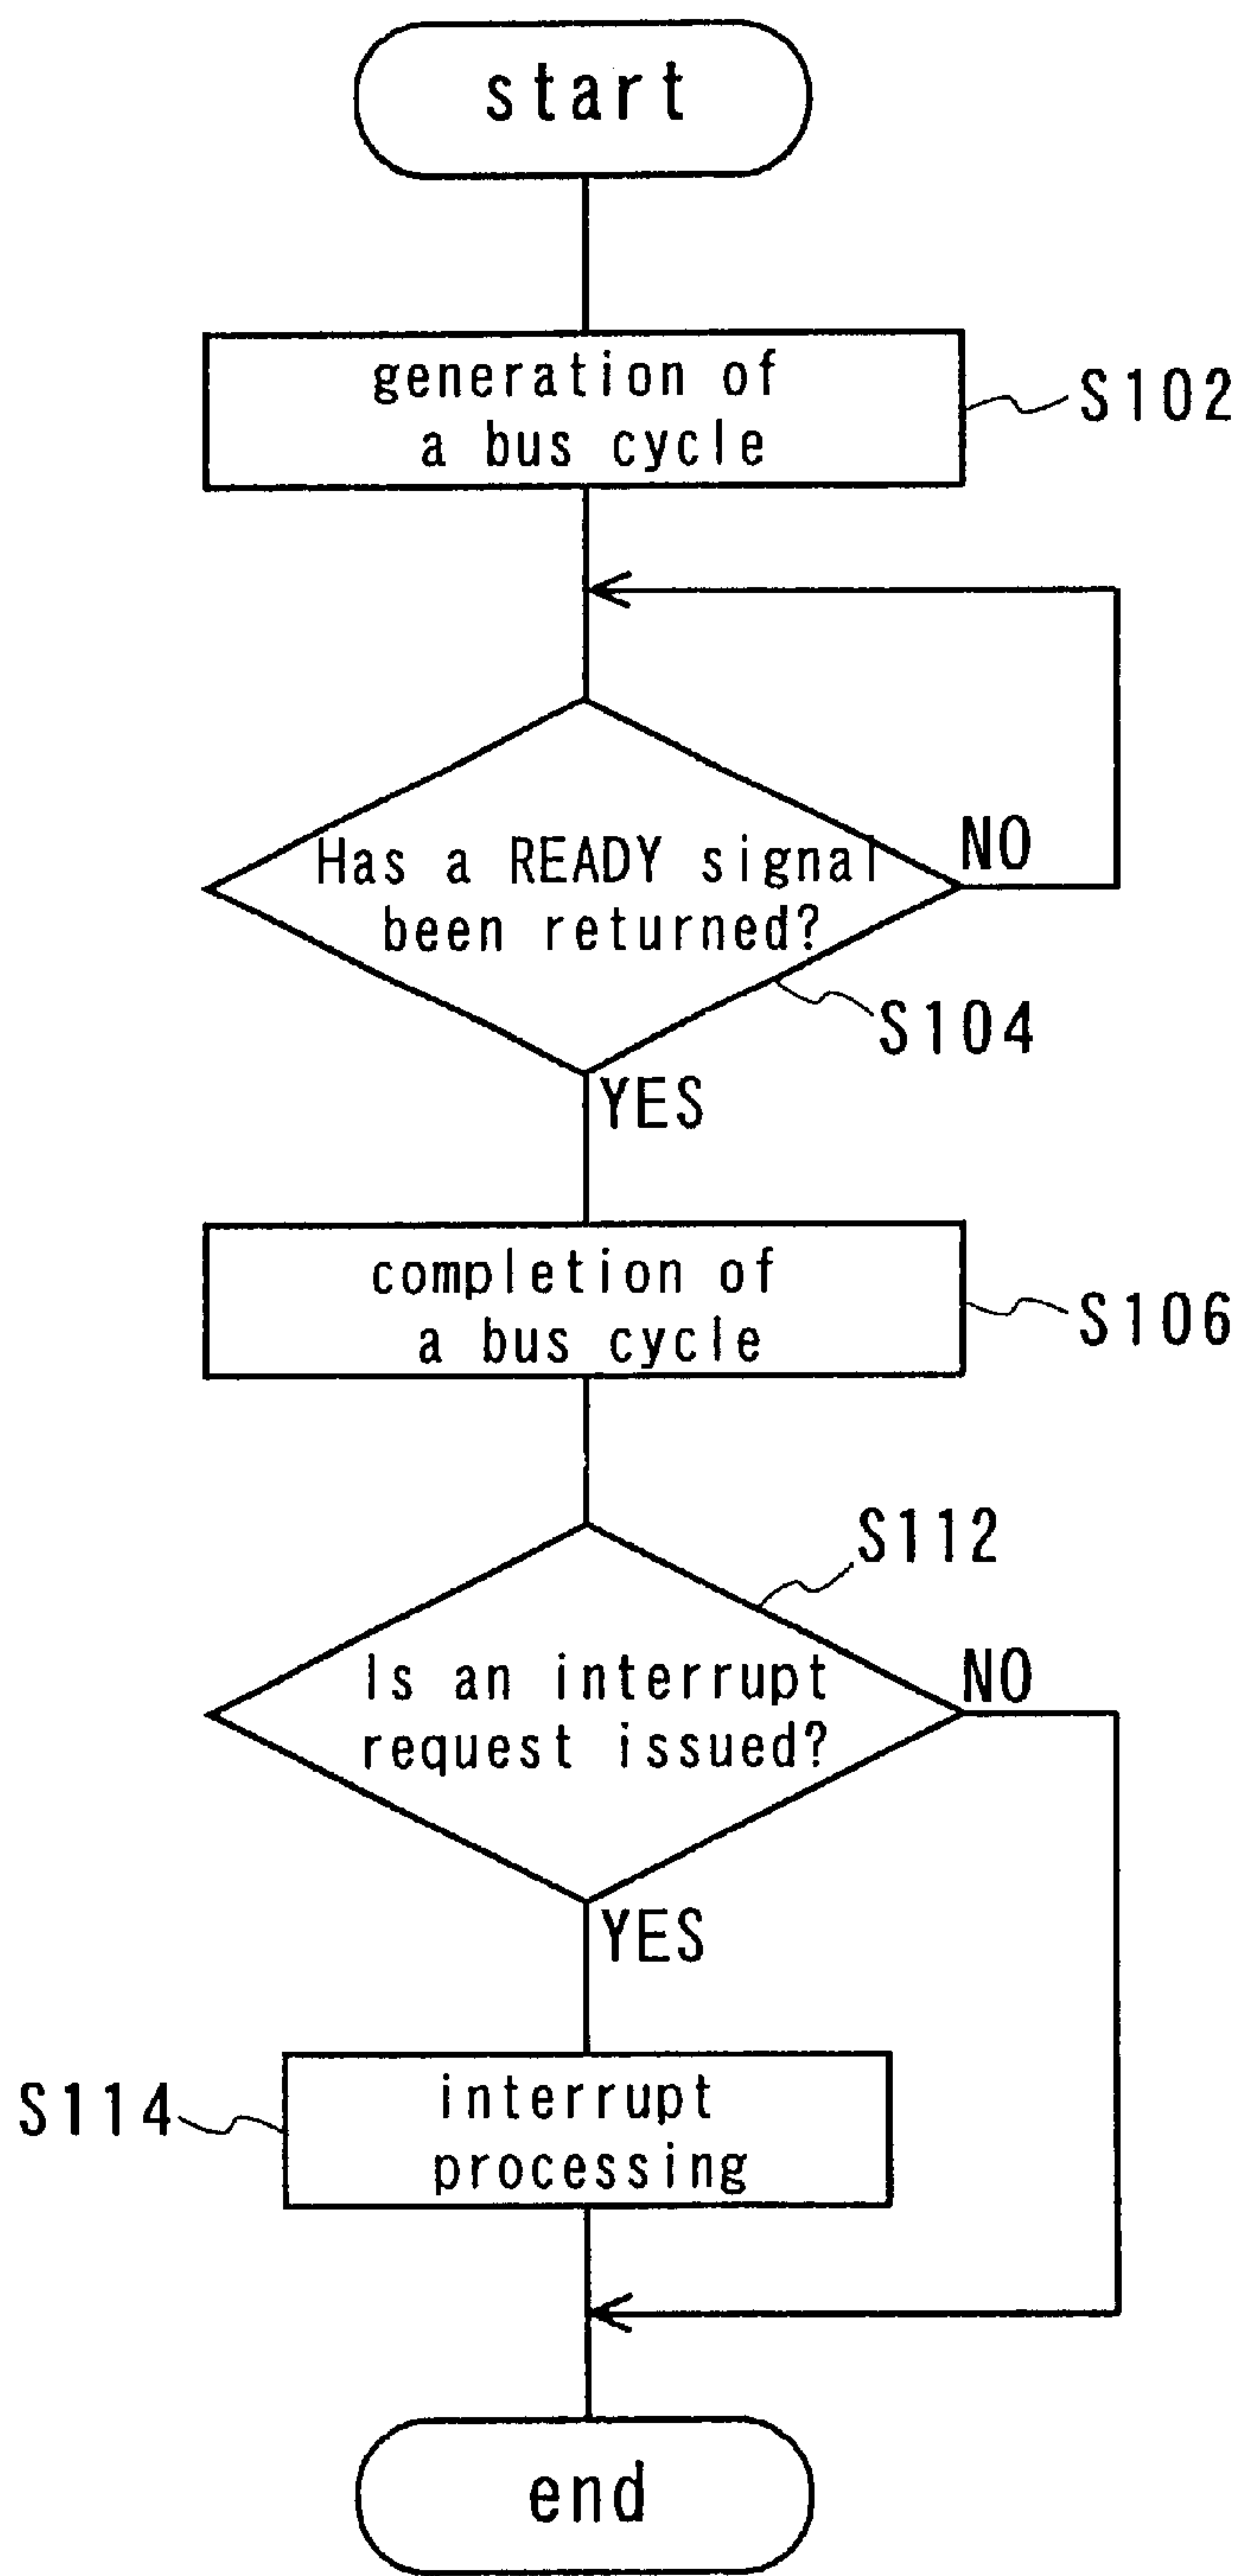 start
generation of
a bus cycle
S102
Has a READY signal
been returned?
NO
S104
YES
completion of
a bus cycle
S106
S112
Is an interrupt
request issued?
NO
YES
S114
interrupt
processing
end